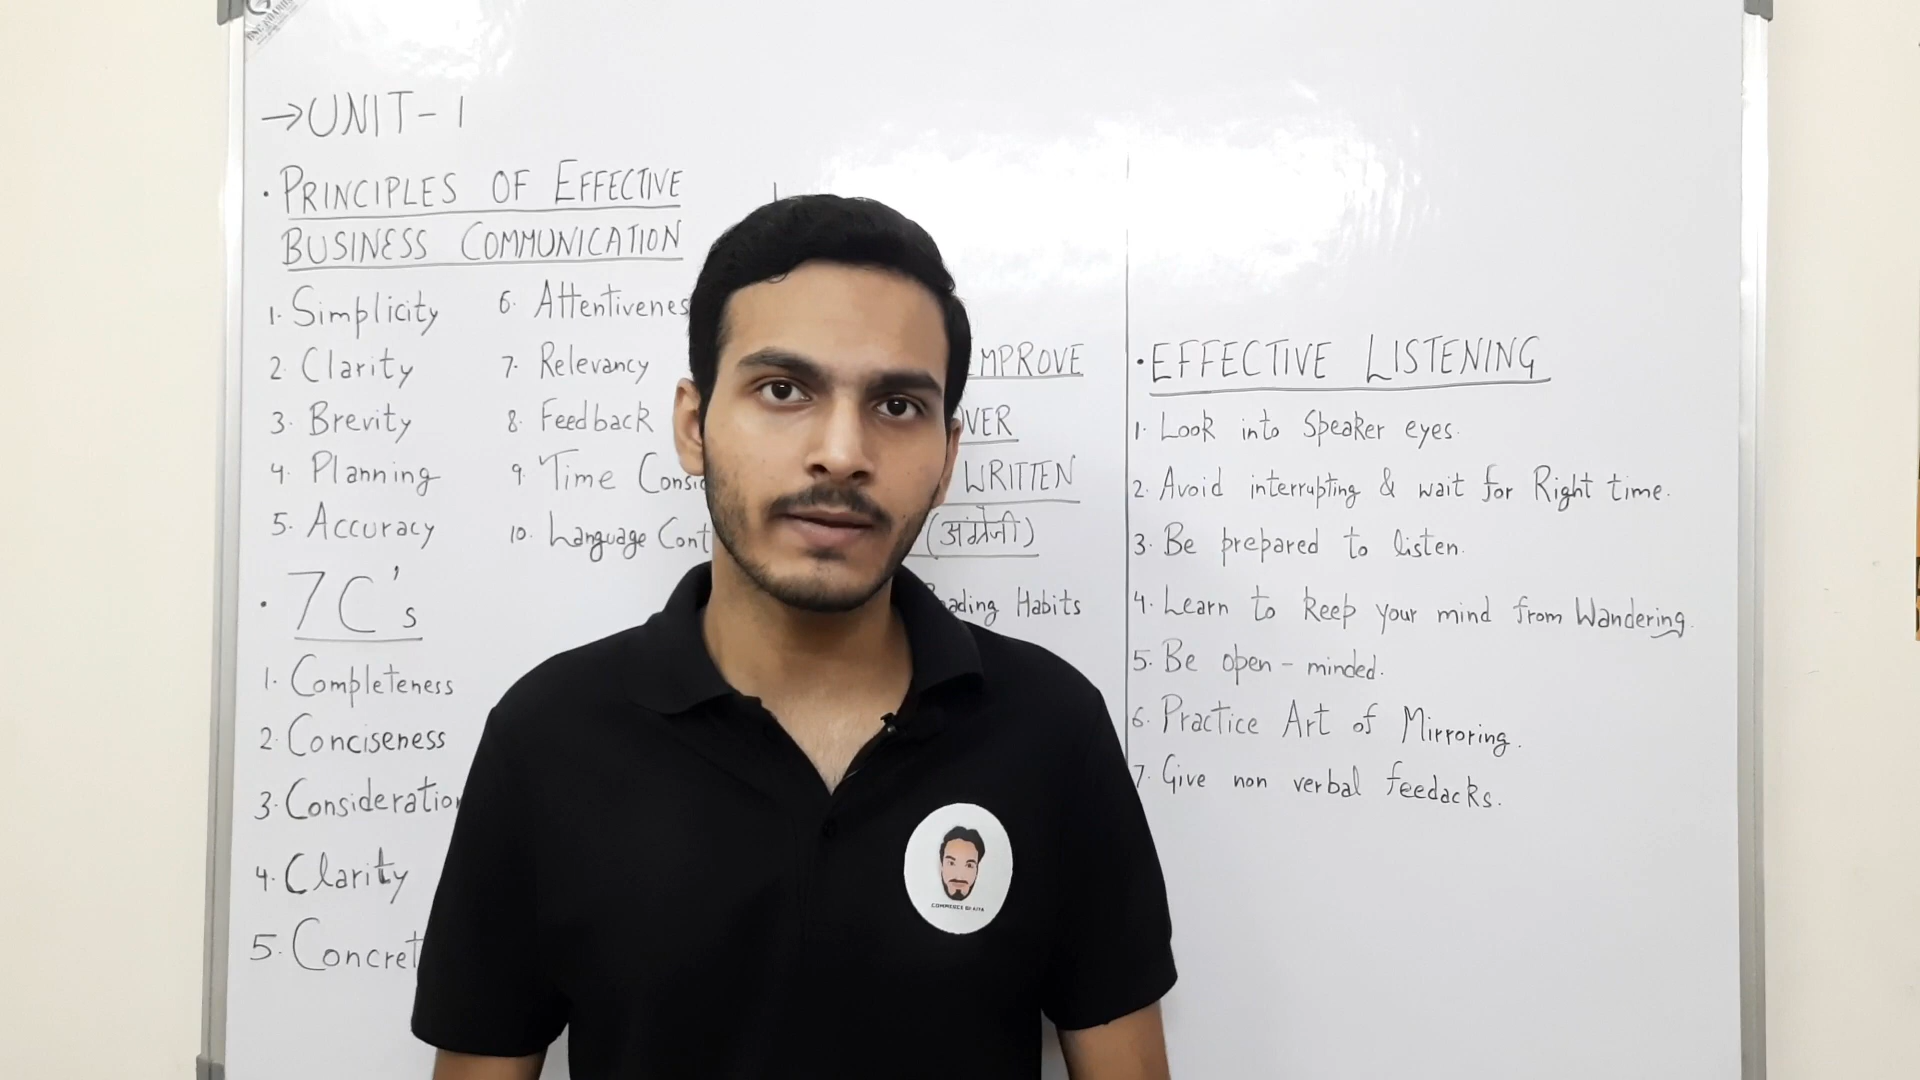 → UNIT - 1
• PRINCIPLES OF EFFECTIVE
BUSINESS COMMUNICATION
1. Simplicity
2. Clarity
3. Brevity
4. Planning
5. Accuracy
6. Attentivenes
7. Relevancy
8. Feedback
9. Time Consi
10. Language Cont
• 7C's
1. Completeness
2. Conciseness
3. Consideration
4. Clarity
5. Concret
IMPROVE
OVER
WRITTEN
(अंग्रेजी)
Reading Habits
• EFFECTIVE LISTENING
1. Look into Speaker eyes.
2. Avoid interrupting & wait for Right time.
3. Be prepared to listen.
4. Learn to keep your mind from Wandering.
5. Be open - minded.
6. Practice Art of Mirroring.
7. Give non verbal feedacks.